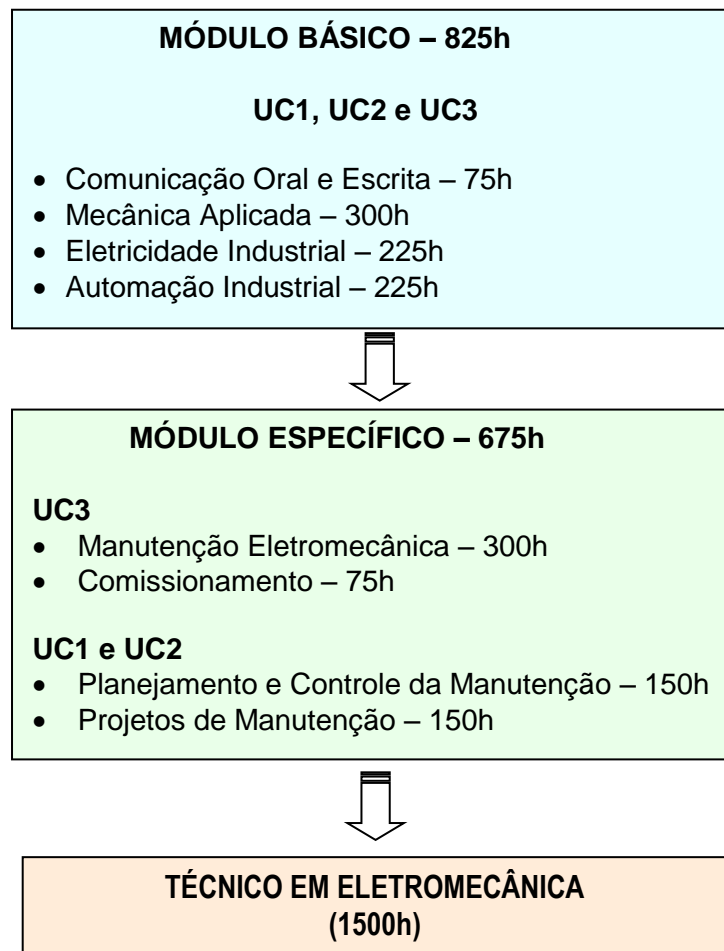 MÓDULO BÁSICO – 825h
UC1, UC2 e UC3
• Comunicação Oral e Escrita – 75h
• Mecânica Aplicada – 300h
• Eletricidade Industrial – 225h
• Automação Industrial – 225h
MÓDULO ESPECÍFICO – 675h
UC3
• Manutenção Eletromecânica – 300h
• Comissionamento – 75h
UC1 e UC2
• Planejamento e Controle da Manutenção – 150h
• Projetos de Manutenção – 150h
TÉCNICO EM ELETROMECÂNICA
(1500h)